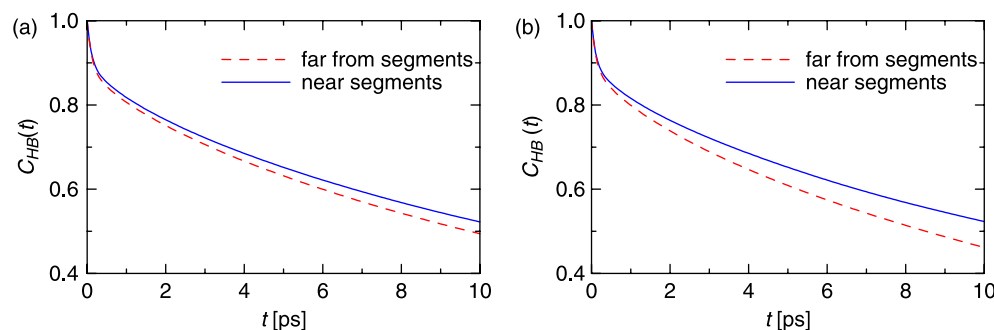 (a)
1.0
0.8
0.6
0.4
C_HB(t)
far from segments
near segments
0 2 4 6 8 10
t [ps]
(b)
1.0
0.8
0.6
0.4
C_HB (t)
far from segments
near segments
0 2 4 6 8 10
t [ps]